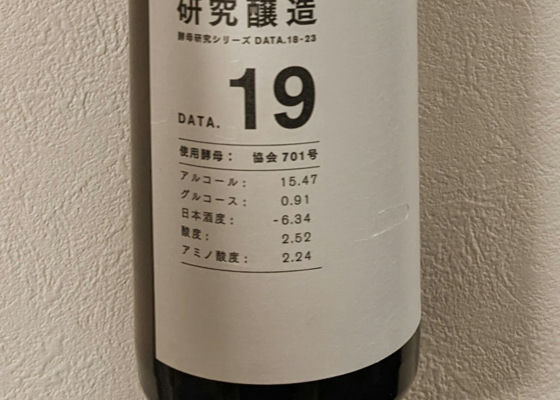 研究醸造
酵母研究シリーズ DATA.18-23
DATA. 19
使用酵母： 協会701号
アルコール： 15.47
グルコース： 0.91
日本酒度： -6.34
酸度： 2.52
アミノ酸度： 2.24